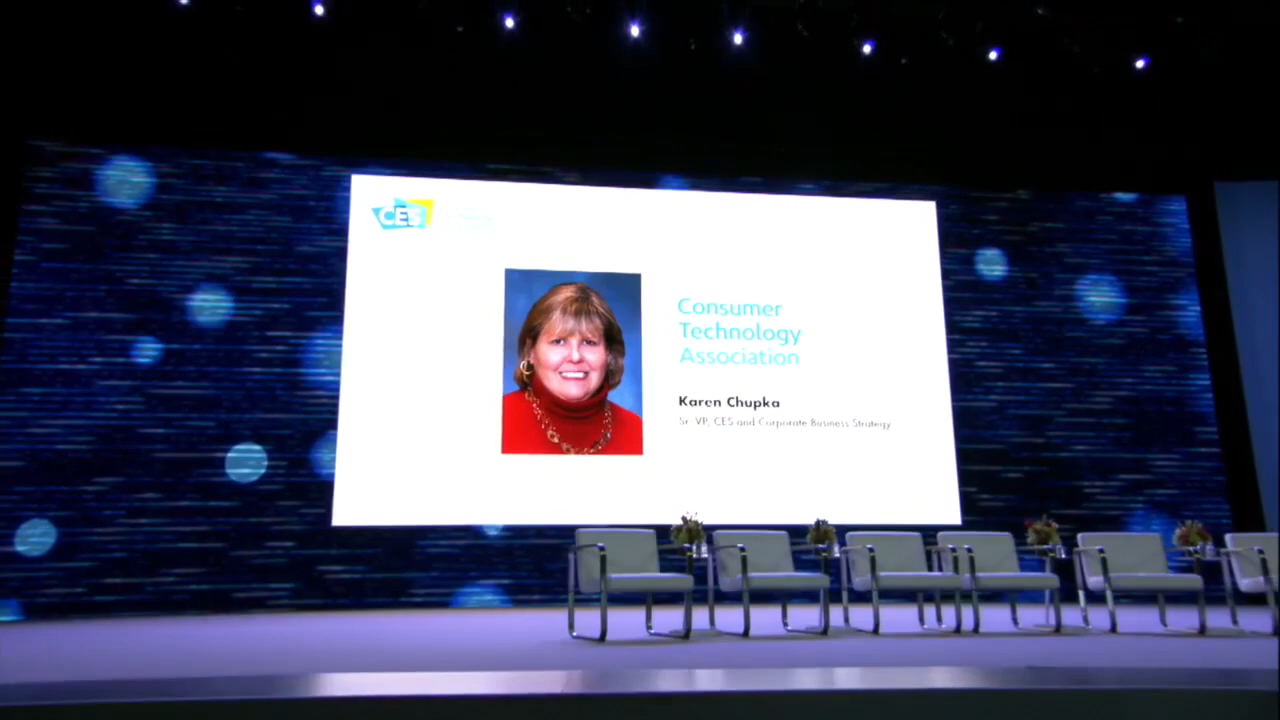 CES
Consumer
Technology
Association
Karen Chupka
Sr. VP, CES and Corporate Business Strategy